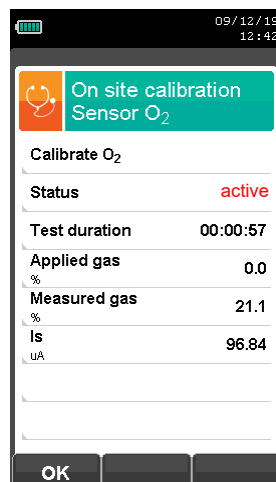 09/12/19
12:42
On site calibration
Sensor O₂
Calibrate O₂
Status active
Test duration 00:00:57
Applied gas 0.0
%
Measured gas 21.1
%
Is 96.84
uA
OK